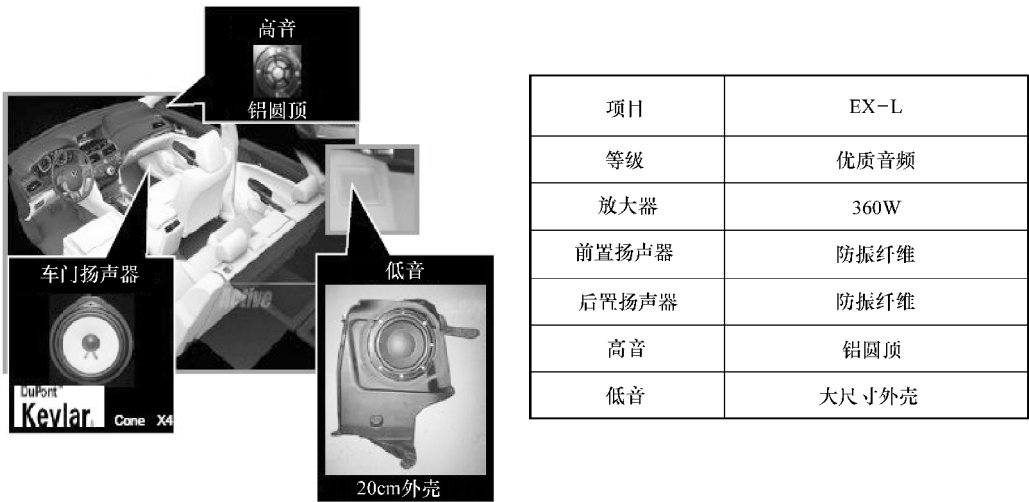 高音
铝圆顶
车门扬声器
DuPont™
Kevlar
Cone X4
Active
低音
20cm外壳
项目 EX-L
等级 优质音频
放大器 360W
前置扬声器 防振纤维
后置扬声器 防振纤维
高音 铝圆顶
低音 大尺寸外壳